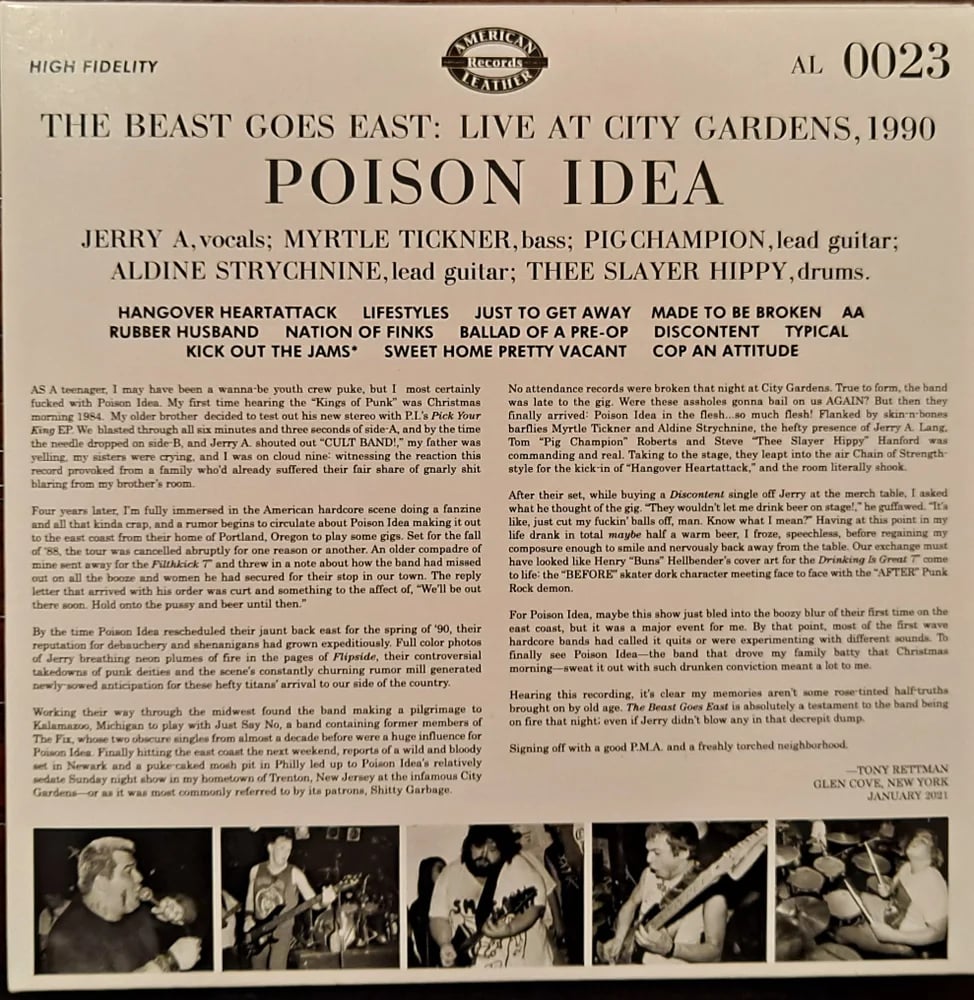 HIGH FIDELITY
AMERICAN
Records
LEATHER
AL 0023
THE BEAST GOES EAST: LIVE AT CITY GARDENS, 1990
POISON IDEA
JERRY A, vocals; MYRTLE TICKNER, bass; PIG CHAMPION, lead guitar;
ALDINE STRYCHNINE, lead guitar; THEE SLAYER HIPPY, drums.
HANGOVER HEARTATTACK LIFESTYLES JUST TO GET AWAY MADE TO BE BROKEN AA
RUBBER HUSBAND NATION OF FINKS BALLAD OF A PRE-OP DISCONTENT TYPICAL
KICK OUT THE JAMS* SWEET HOME PRETTY VACANT COP AN ATTITUDE
AS A teenager, I may have been a wanna-be youth crew puke, but I most certainly
fucked with Poison Idea. My first time hearing the "Kings of Punk" was Christmas
morning 1984. My older brother decided to test out his new stereo with P.I.'s Pick Your
King EP. We blasted through all six minutes and three seconds of side-A, and by the time
the needle dropped on side-B, and Jerry A. shouted out "CULT BAND!," my father was
yelling, my sisters were crying, and I was on cloud nine: witnessing the reaction this
record provoked from a family who'd already suffered their fair share of gnarly shit
blaring from my brother's room.
Four years later, I'm fully immersed in the American hardcore scene doing a fanzine
and all that kinda crap, and a rumor begins to circulate about Poison Idea making it out
to the east coast from their home of Portland, Oregon to play some gigs. Set for the fall
of '88, the tour was cancelled abruptly for one reason or another. An older compadre of
mine sent away for the Filthkick 7" and threw in a note about how the band had missed
out on all the booze and women he had secured for their stop in our town. The reply
letter that arrived with his order was curt and something to the affect of, "We'll be out
there soon. Hold onto the pussy and beer until then."
By the time Poison Idea rescheduled their jaunt back east for the spring of '90, their
reputation for debauchery and shenanigans had grown expeditiously. Full color photos
of Jerry breathing neon plumes of fire in the pages of Flipside, their controversial
takedowns of punk deities and the scene's constantly churning rumor mill generated
newly-sowed anticipation for these hefty titans' arrival to our side of the country.
Working their way through the midwest found the band making a pilgrimage to
Kalamazoo, Michigan to play with Just Say No, a band containing former members of
The Fix, whose two obscure singles from almost a decade before were a huge influence for
Poison Idea. Finally hitting the east coast the next weekend, reports of a wild and bloody
set in Newark and a puke-caked mosh pit in Philly led up to Poison Idea's relatively
sedate Sunday night show in my hometown of Trenton, New Jersey at the infamous City
Gardens—or as it was most commonly referred to by its patrons, Shitty Garbage.
No attendance records were broken that night at City Gardens. True to form, the band
was late to the gig. Were these assholes gonna bail on us AGAIN? But then they
finally arrived: Poison Idea in the flesh...so much flesh! Flanked by skin-n-bones
barflies Myrtle Tickner and Aldine Strychnine, the hefty presence of Jerry A. Lang,
Tom "Pig Champion" Roberts and Steve "Thee Slayer Hippy" Hanford was
commanding and real. Taking to the stage, they leapt into the air Chain of Strength-
style for the kick-in of "Hangover Heartattack," and the room literally shook.
After their set, while buying a Discontent single off Jerry at the merch table, I asked
what he thought of the gig. "They wouldn't let me drink beer on stage!," he guffawed. "It's
like, just cut my fuckin' balls off, man. Know what I mean?" Having at this point in my
life drank in total maybe half a warm beer, I froze, speechless, before regaining my
composure enough to smile and nervously back away from the table. Our exchange must
have looked like Henry "Buns" Hellbender's cover art for the Drinking Is Great 7" come
to life: the "BEFORE" skater dork character meeting face to face with the "AFTER" Punk
Rock demon.
For Poison Idea, maybe this show just bled into the boozy blur of their first time on the
east coast, but it was a major event for me. By that point, most of the first wave
hardcore bands had called it quits or were experimenting with different sounds. To
finally see Poison Idea—the band that drove my family batty that Christmas
morning—sweat it out with such drunken conviction meant a lot to me.
Hearing this recording, it's clear my memories aren't some rose-tinted half-truths
brought on by old age. The Beast Goes East is absolutely a testament to the band being
on fire that night; even if Jerry didn't blow any in that decrepit dump.
Signing off with a good P.M.A. and a freshly torched neighborhood.
—TONY RETTMAN
GLEN COVE, NEW YORK
JANUARY 2021